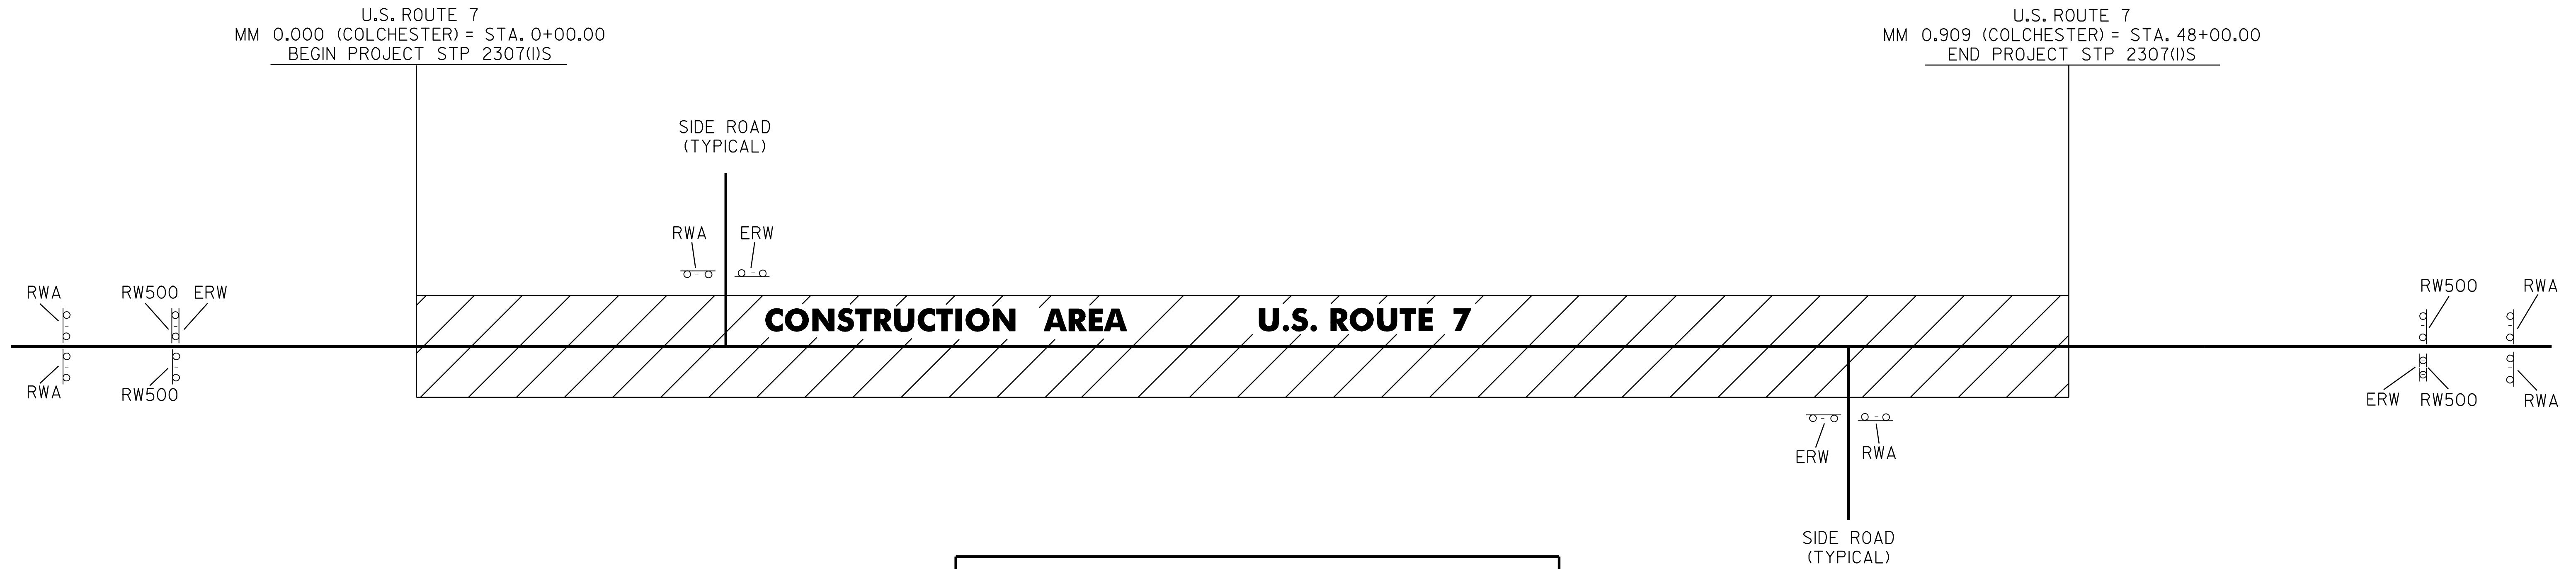 U.S. ROUTE 7
MM 0.000 (COLCHESTER) = STA. 0+00.00
BEGIN PROJECT STP 2307(1)S
U.S. ROUTE 7
MM 0.909 (COLCHESTER) = STA. 48+00.00
END PROJECT STP 2307(1)S
SIDE ROAD
(TYPICAL)
RWA ERW
RWA RW500 ERW
RW500 RWA
CONSTRUCTION AREA U.S. ROUTE 7
RWA RW500
ERW RW500 RWA
ERW RWA
SIDE ROAD
(TYPICAL)